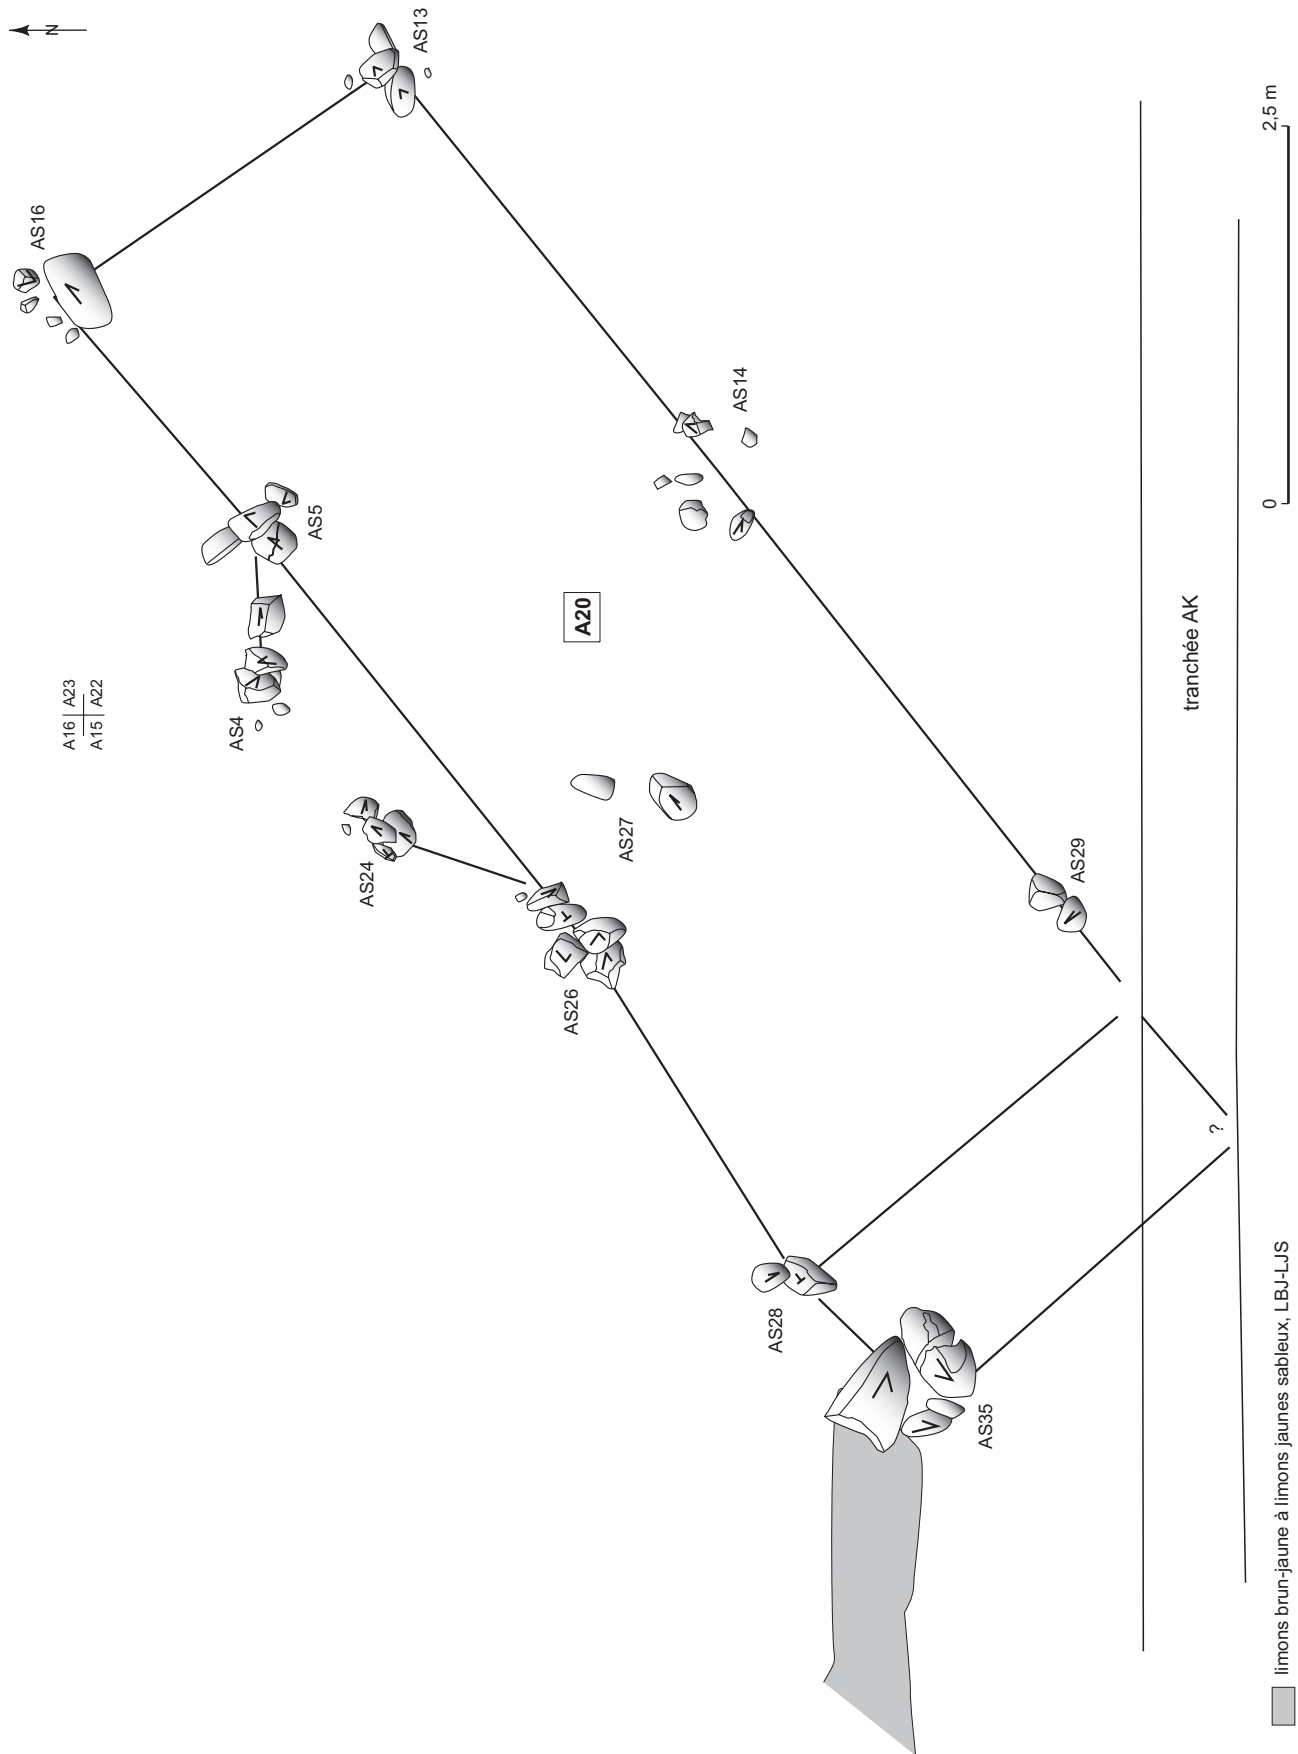 N
AS13
AS16
AS5
AS14
AS4
A16 | A23
A15 | A22
A20
AS24
AS27
AS26
AS29
AS28
AS35
?
tranchée AK
0 2,5 m
limons brun-jaune à limons jaunes sableux, LBJ-LJS